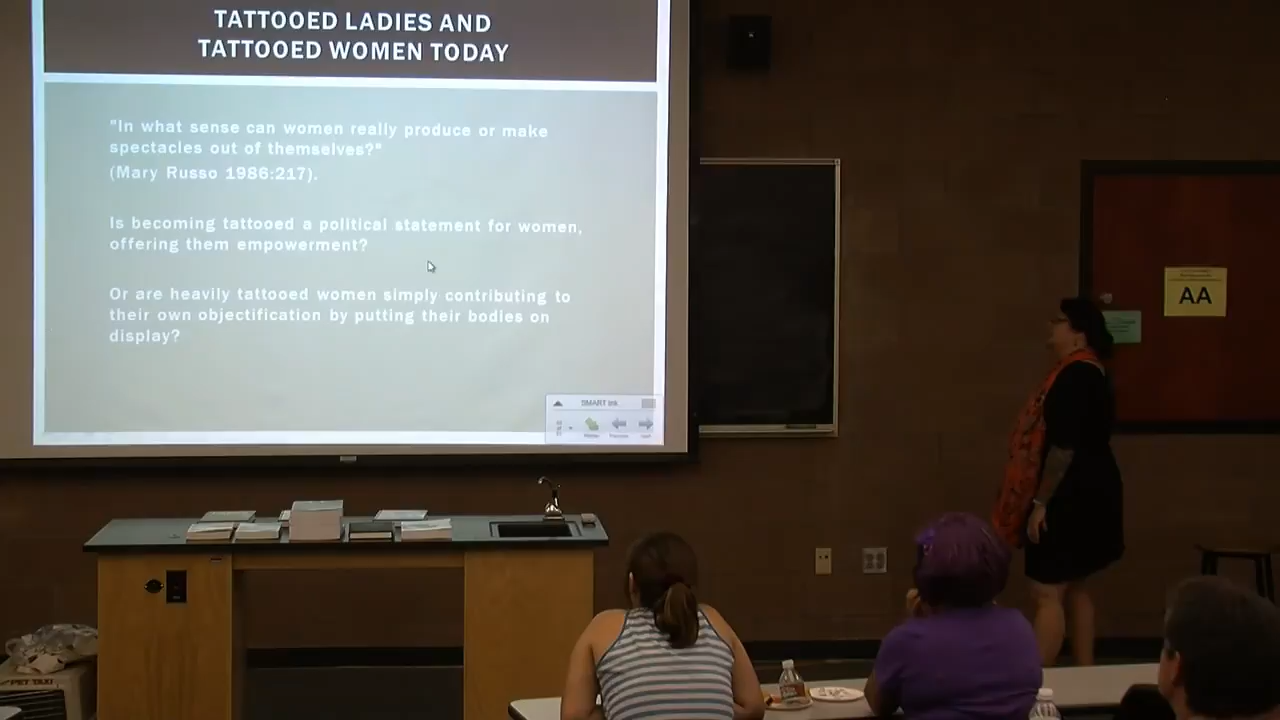 TATTOOED LADIES AND
TATTOOED WOMEN TODAY
"In what sense can women really produce or make
spectacles out of themselves?"
(Mary Russo 1986:217).
Is becoming tattooed a political statement for women,
offering them empowerment?
Or are heavily tattooed women simply contributing to
their own objectification by putting their bodies on
display?
SMART Ink
AA
PET TAXI